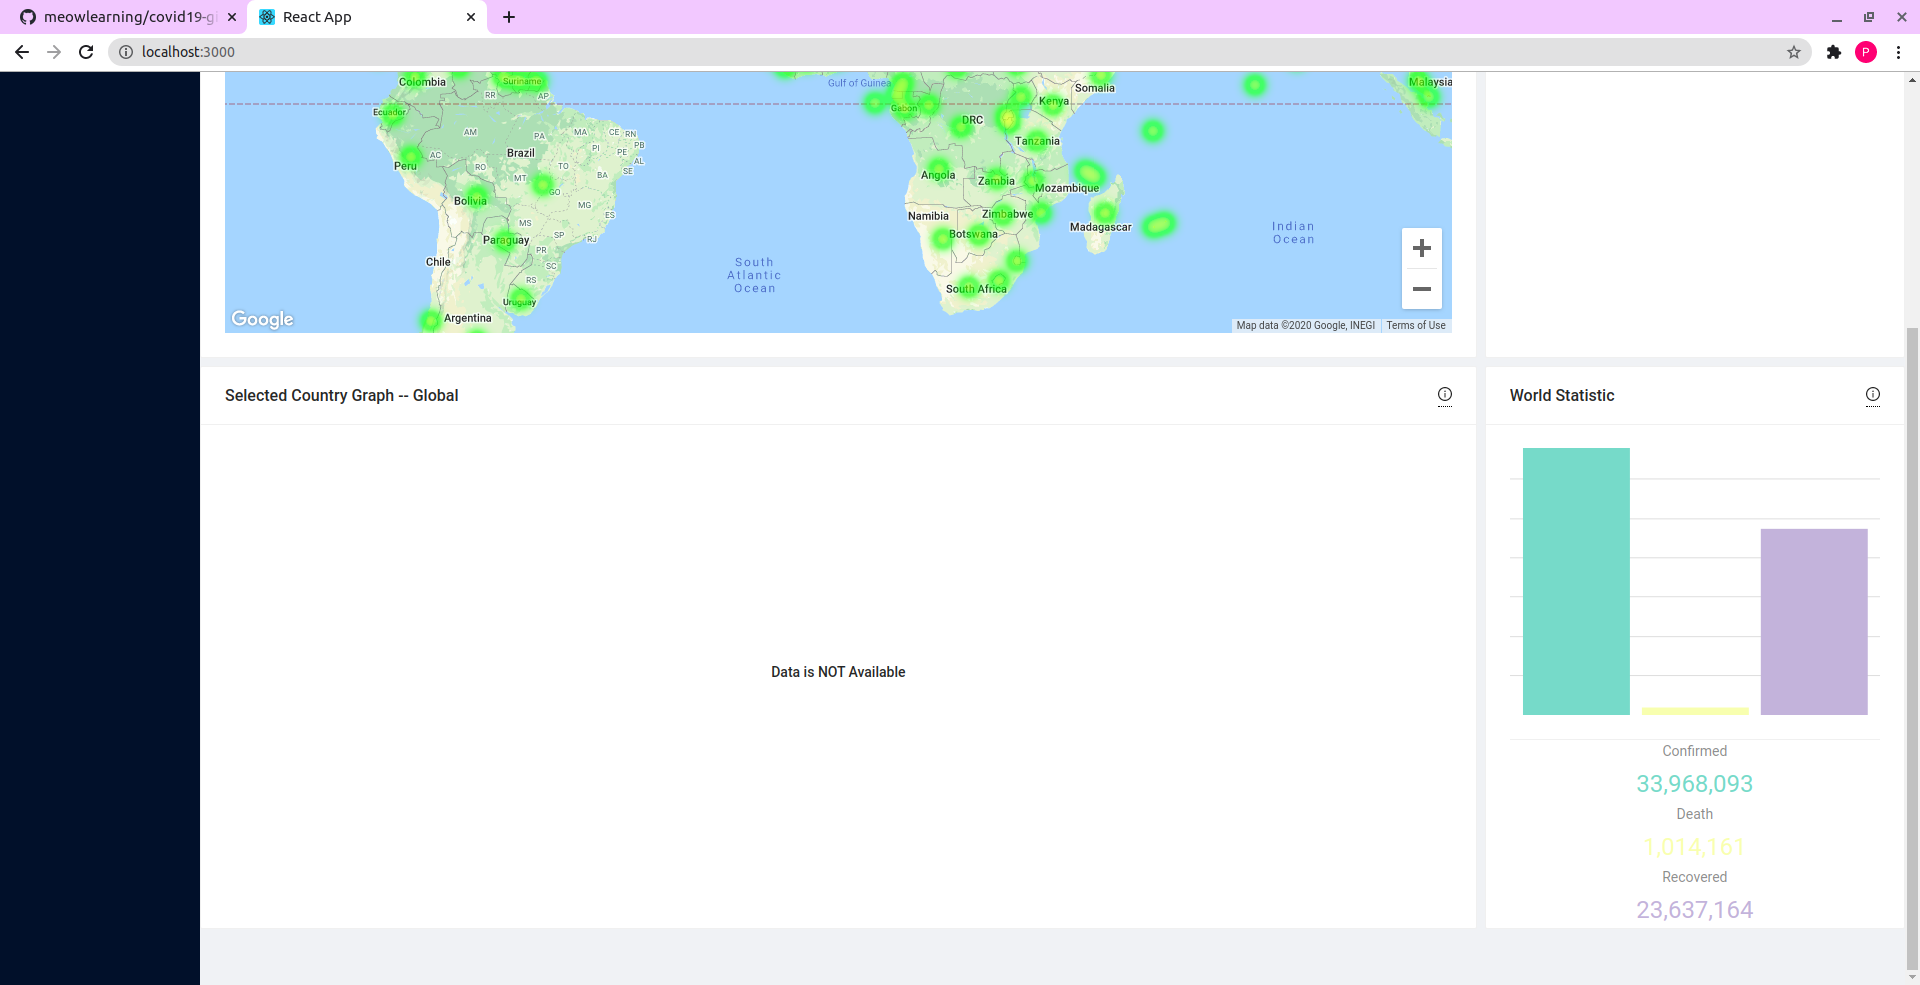 meowlearning/covid19-gi
React App
localhost:3000
Colombia
Suriname
Gulf of Guinea
Somalia
Malaysia
RR
AP
Ecuador
Gabon
Kenya
DRC
AM
PA
MA
CE
RN
PB
Tanzania
Brazil
PI
PE
AL
AC
Peru
RO
TO
SE
MT
BA
Angola
Zambia
Mozambique
GO
Bolivia
MG
ES
Namibia
Zimbabwe
MS
Madagascar
Indian
Ocean
Paraguay
SP
RJ
Botswana
PR
Chile
SC
South
Atlantic
Ocean
RS
South Africa
Uruguay
Argentina
Google
Map data ©2020 Google, INEGI
Terms of Use
Selected Country Graph -- Global
World Statistic
Data is NOT Available
Confirmed
33,968,093
Death
1,014,161
Recovered
23,637,164
P